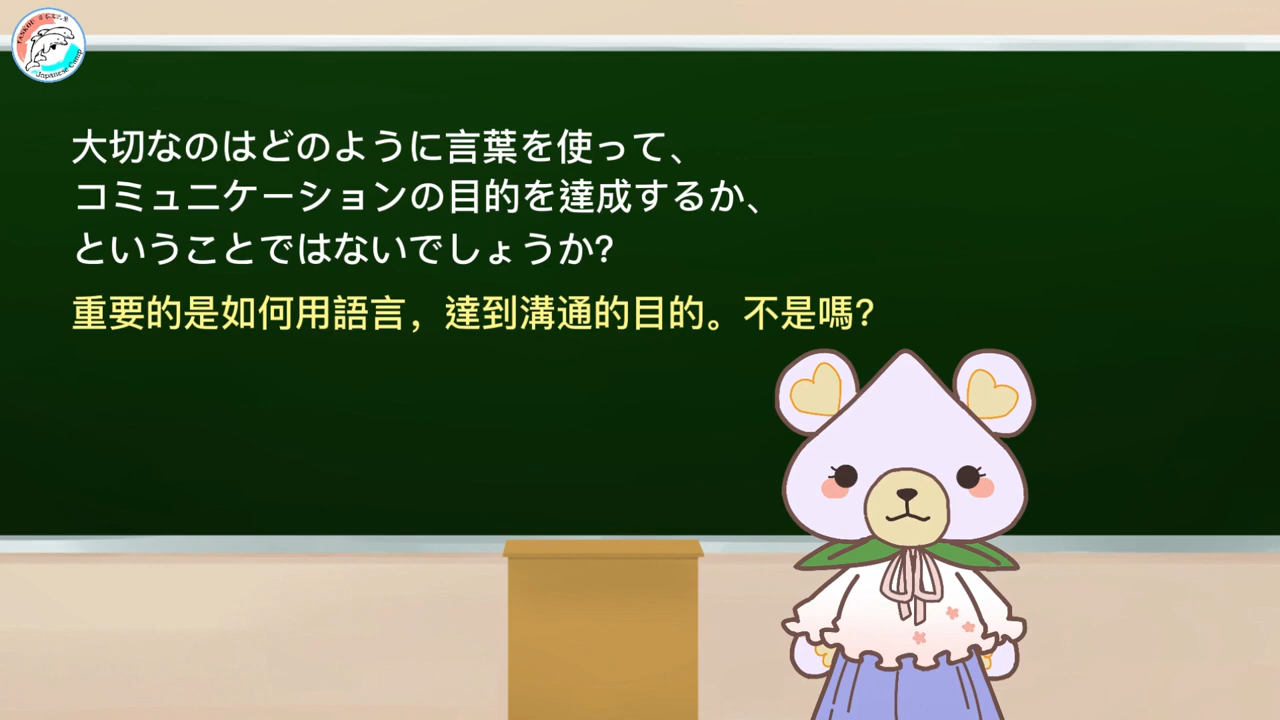 大切なのはどのように言葉を使って、
コミュニケーションの目的を達成するか、
ということではないでしょうか?
重要的是如何用語言，達到溝通的目的。不是嗎?
Japanese Camp